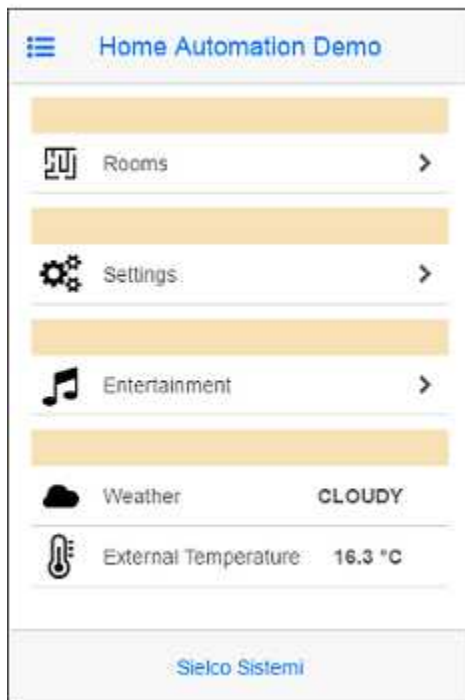 Home Automation Demo
Rooms
Settings
Entertainment
Weather CLOUDY
External Temperature 16.3 °C
Sielco Sistemi